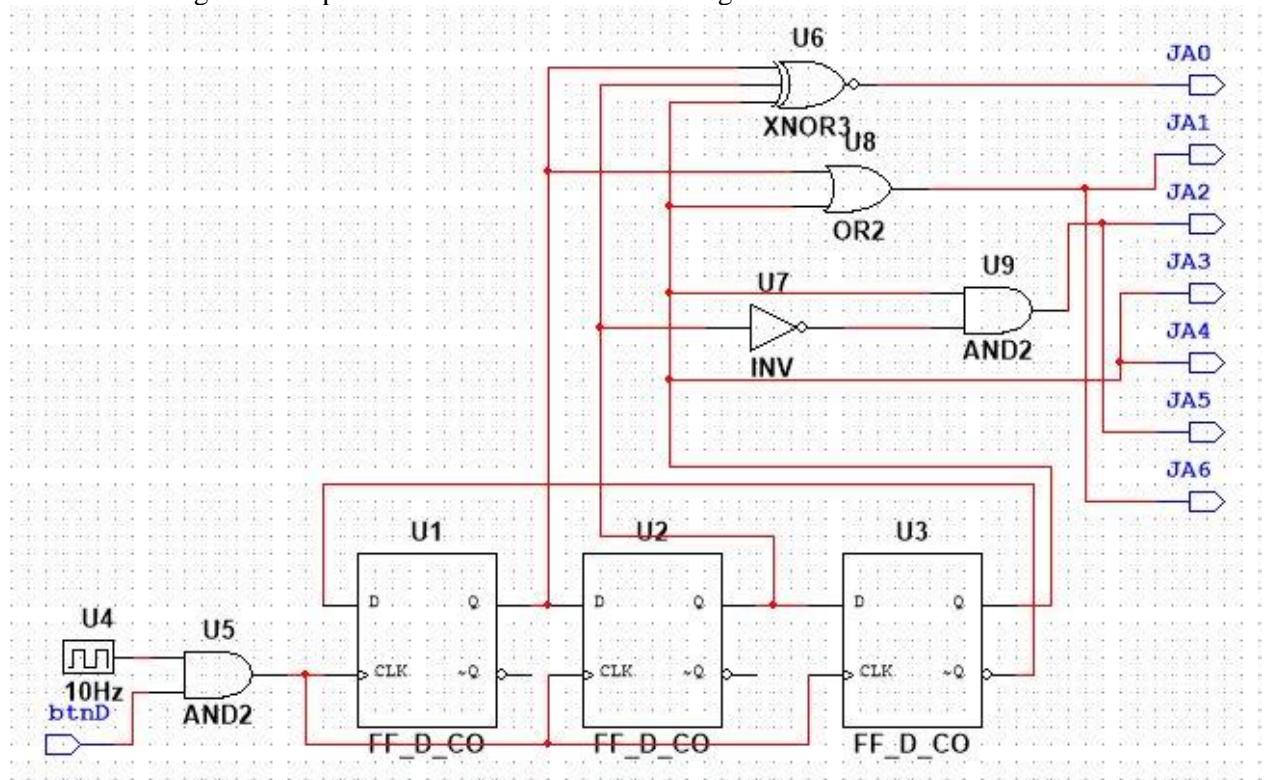 U6
JA0
XNOR3
JA1
U8
JA2
OR2
JA3
U9
U7
JA4
AND2
INV
JA5
JA6
U1
U2
U3
D Q
D Q
D Q
U4
U5
CLK ~Q
CLK ~Q
CLK ~Q
10Hz
btnD
AND2
FF_D_CO
FF_D_CO
FF_D_CO